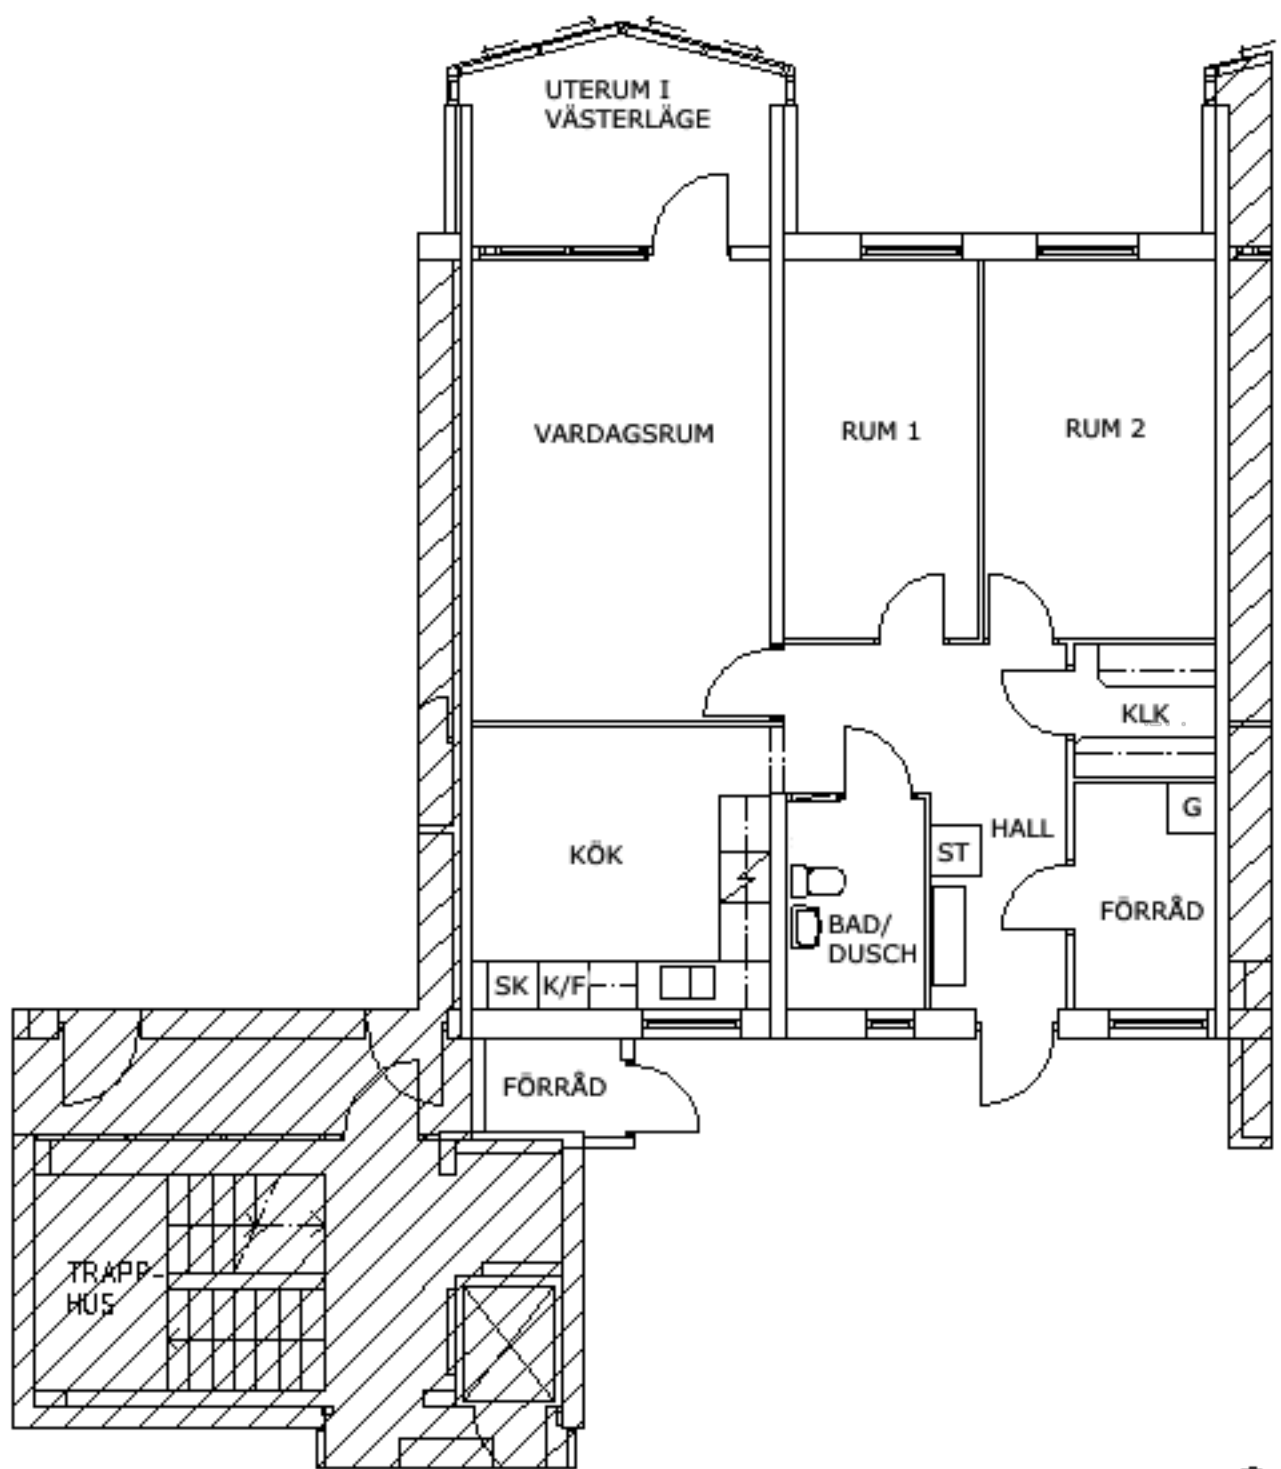 UTERUM I
VÄSTERLÄGE
VARDAGSRUM
RUM 1
RUM 2
KLK
G
HALL
ST
KÖK
FÖRRÅD
BAD/
DUSCH
SK
K/F
FÖRRÅD
TRAPP-
HUS